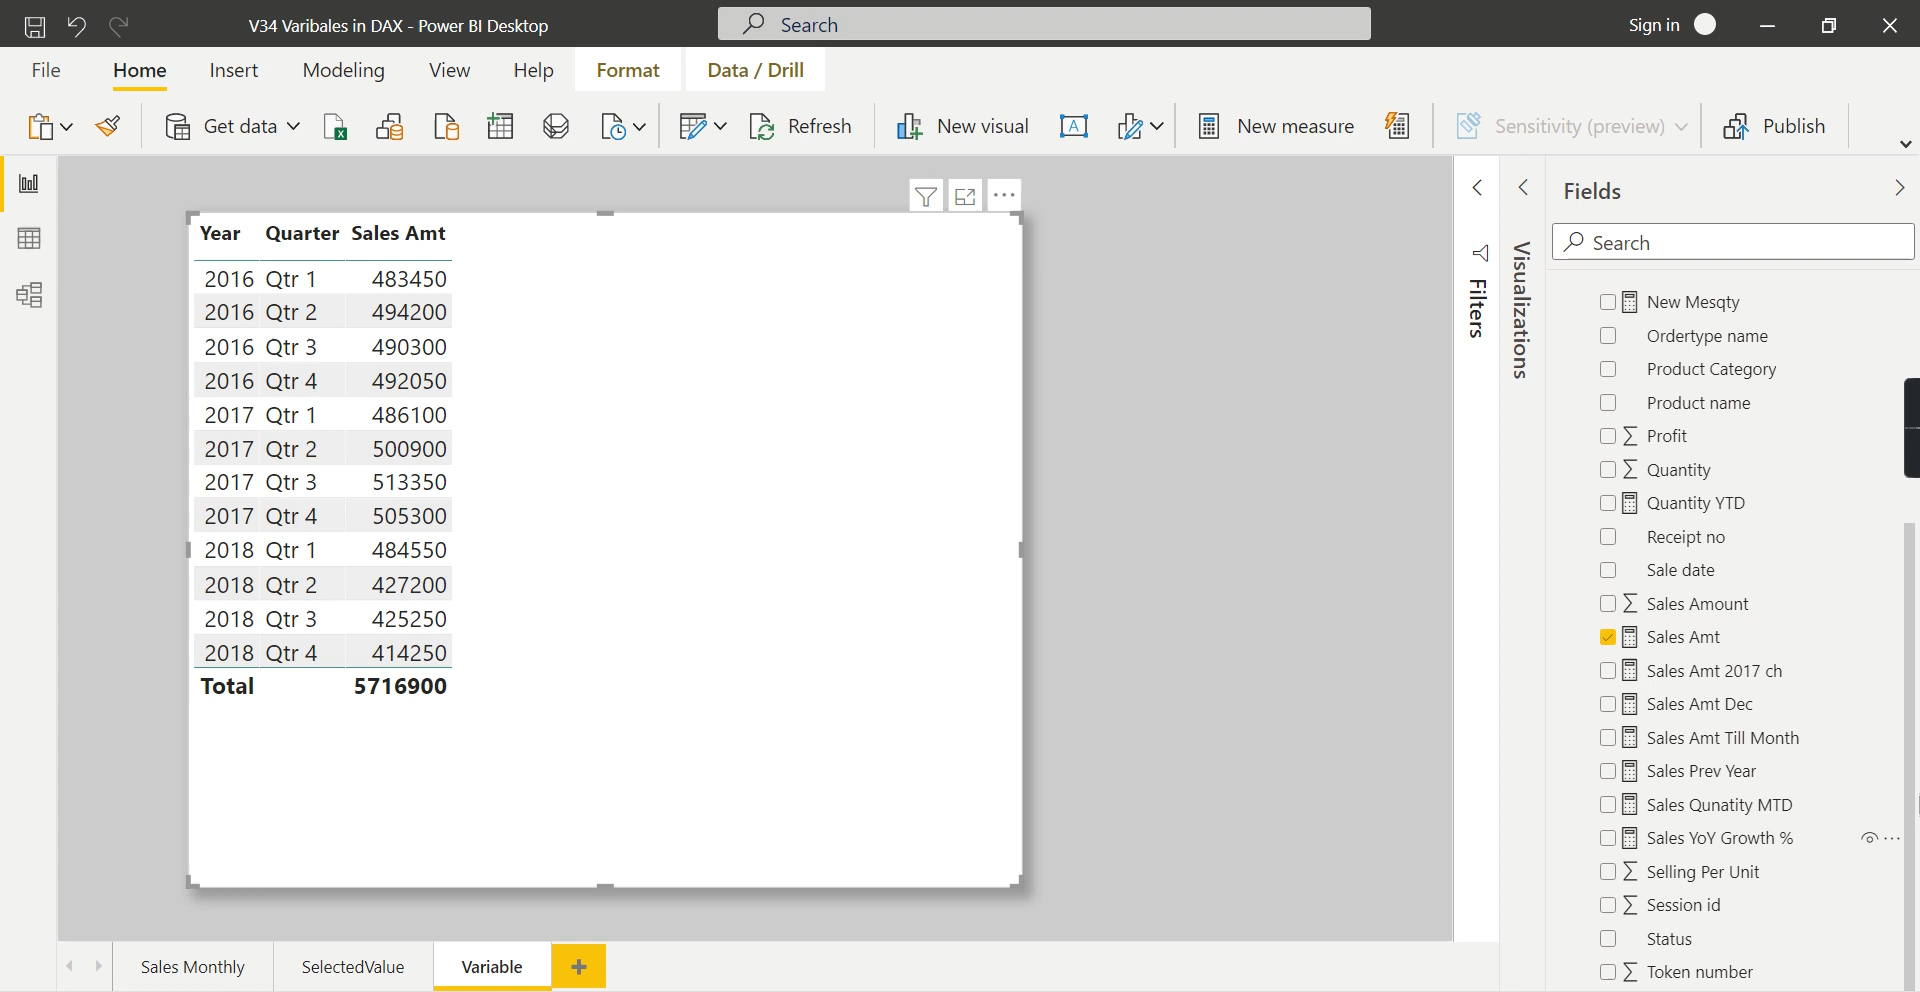 V34 Varibales in DAX - Power BI Desktop
Search
Sign in
File Home Insert Modeling View Help Format Data / Drill
Get data Refresh New visual New measure Sensitivity (preview) Publish
Year Quarter Sales Amt
2016 Qtr 1 483450
2016 Qtr 2 494200
2016 Qtr 3 490300
2016 Qtr 4 492050
2017 Qtr 1 486100
2017 Qtr 2 500900
2017 Qtr 3 513350
2017 Qtr 4 505300
2018 Qtr 1 484550
2018 Qtr 2 427200
2018 Qtr 3 425250
2018 Qtr 4 414250
Total 5716900
Filters
Visualizations
Fields
Search
New Mesqty
Ordertype name
Product Category
Product name
Profit
Quantity
Quantity YTD
Receipt no
Sale date
Sales Amount
Sales Amt
Sales Amt 2017 ch
Sales Amt Dec
Sales Amt Till Month
Sales Prev Year
Sales Qunatity MTD
Sales YoY Growth %
Selling Per Unit
Session id
Status
Token number
Sales Monthly SelectedValue Variable